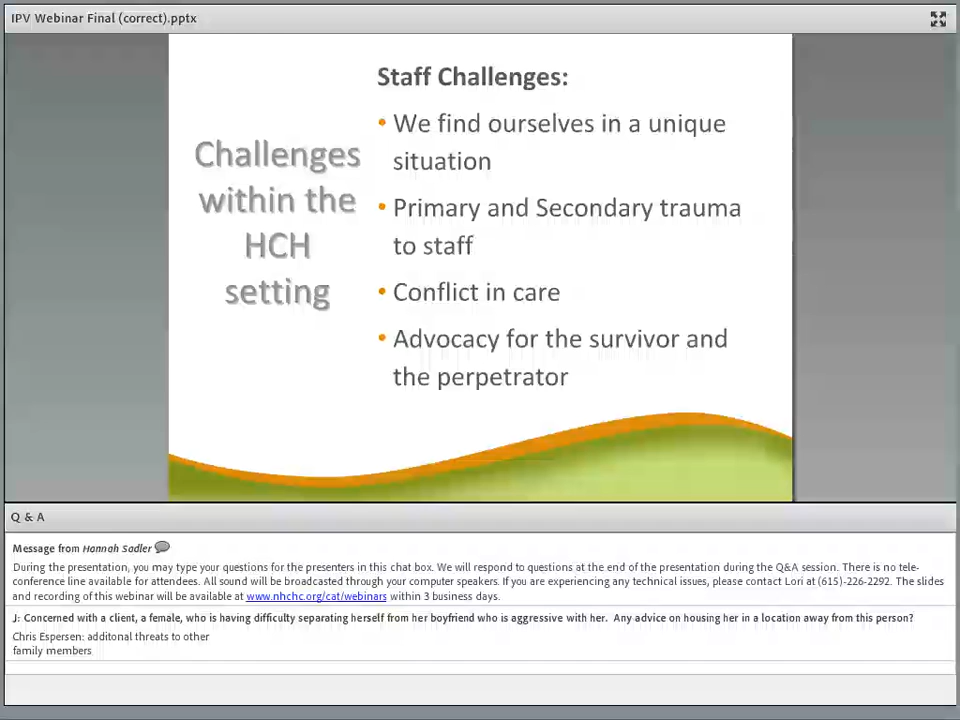 IPV Webinar Final (correct).pptx
Challenges
within the
HCH
setting
Staff Challenges:
• We find ourselves in a unique
situation
• Primary and Secondary trauma
to staff
• Conflict in care
• Advocacy for the survivor and
the perpetrator
Q & A
Message from Hannah Sadler
During the presentation, you may type your questions for the presenters in this chat box. We will respond to questions at the end of the presentation during the Q&A session. There is no tele-
conference line available for attendees. All sound will be broadcasted through your computer speakers. If you are experiencing any technical issues, please contact Lori at (615)-226-2292. The slides
and recording of this webinar will be available at www.nhchc.org/cat/webinars within 3 business days.
J: Concerned with a client, a female, who is having difficulty separating herself from her boyfriend who is aggressive with her. Any advice on housing her in a location away from this person?
Chris Espersen: additonal threats to other
family members